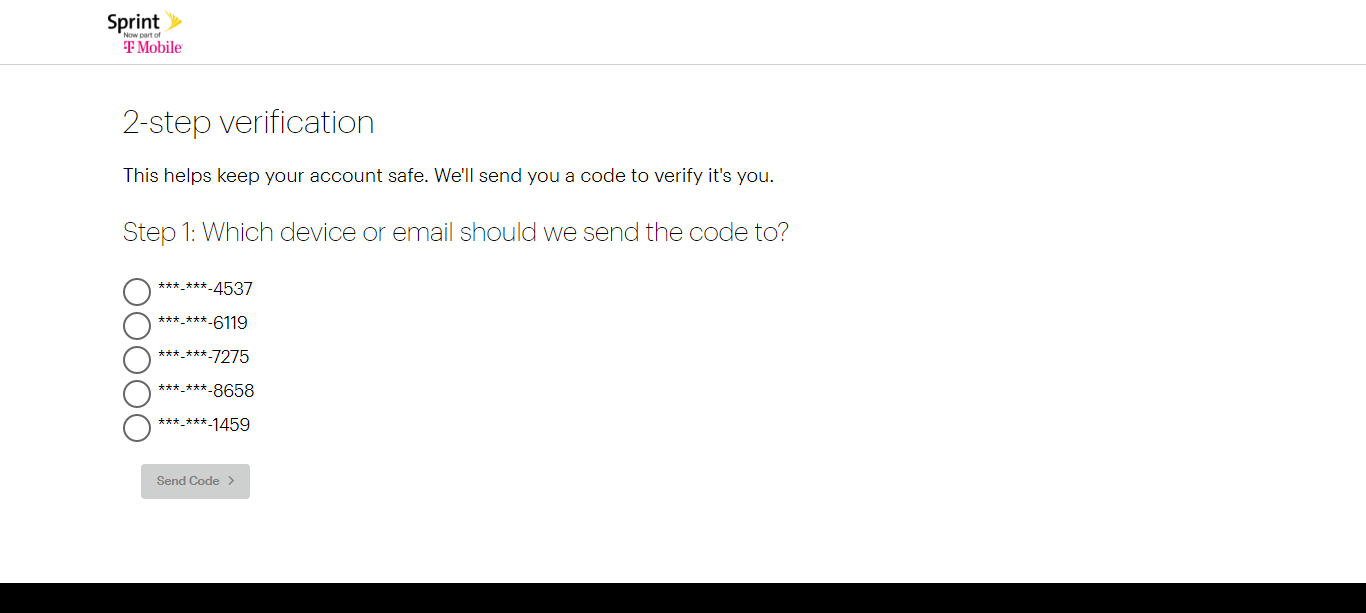 Sprint
Now part of
T Mobile
2-step verification
This helps keep your account safe. We'll send you a code to verify it's you.
Step 1: Which device or email should we send the code to?
***-***-4537
***-***-6119
***-***-7275
***-***-8658
***-***-1459
Send Code >